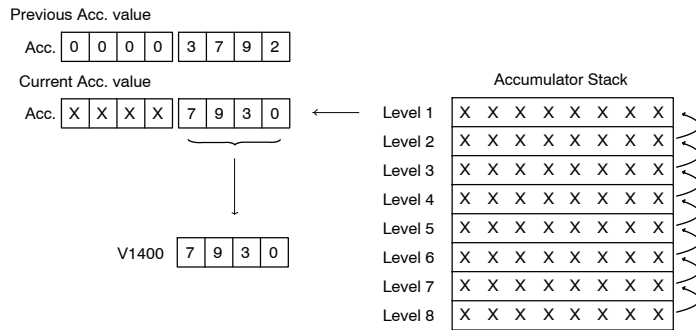 Previous Acc. value
Acc. 0 0 0 0 3 7 9 2
Current Acc. value
Acc. X X X X 7 9 3 0
V1400 7 9 3 0
Accumulator Stack
Level 1 X X X X X X X X
Level 2 X X X X X X X X
Level 3 X X X X X X X X
Level 4 X X X X X X X X
Level 5 X X X X X X X X
Level 6 X X X X X X X X
Level 7 X X X X X X X X
Level 8 X X X X X X X X